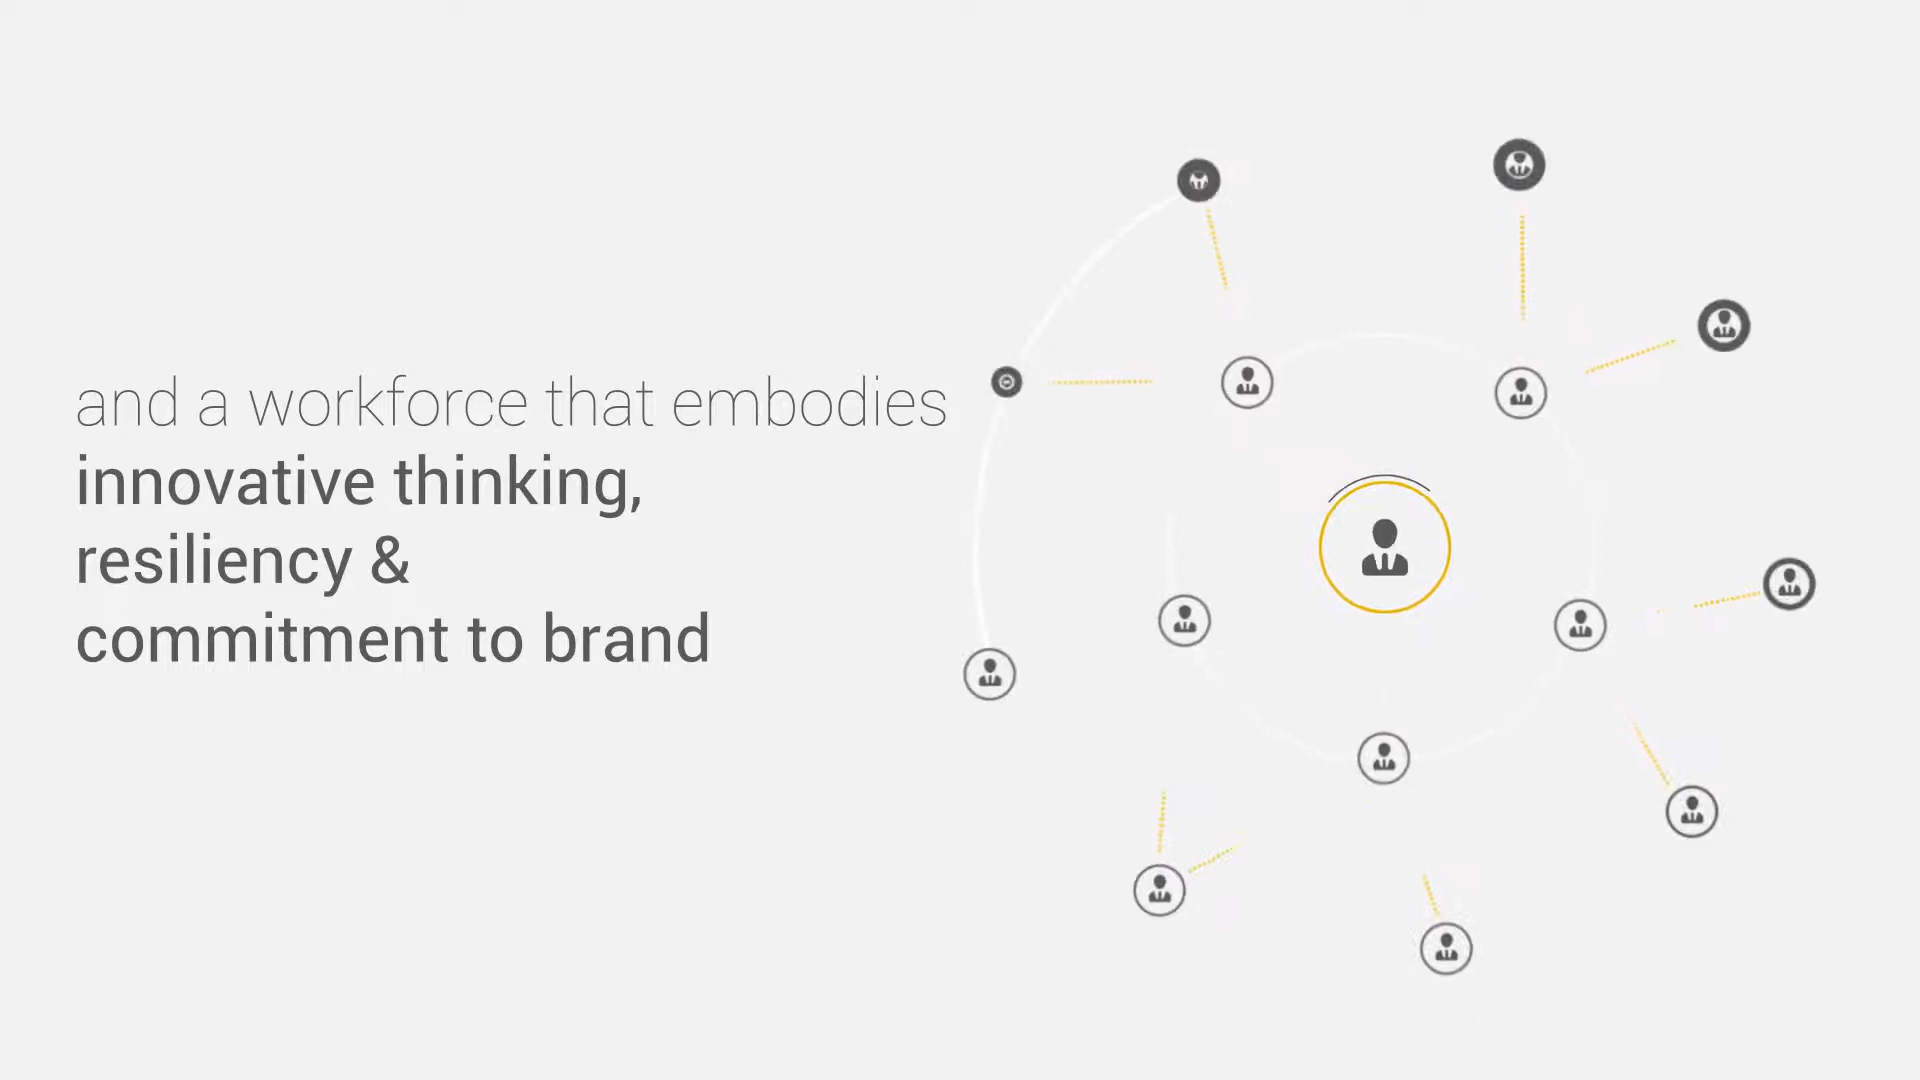 and a workforce that embodies
innovative thinking,
resiliency &
commitment to brand